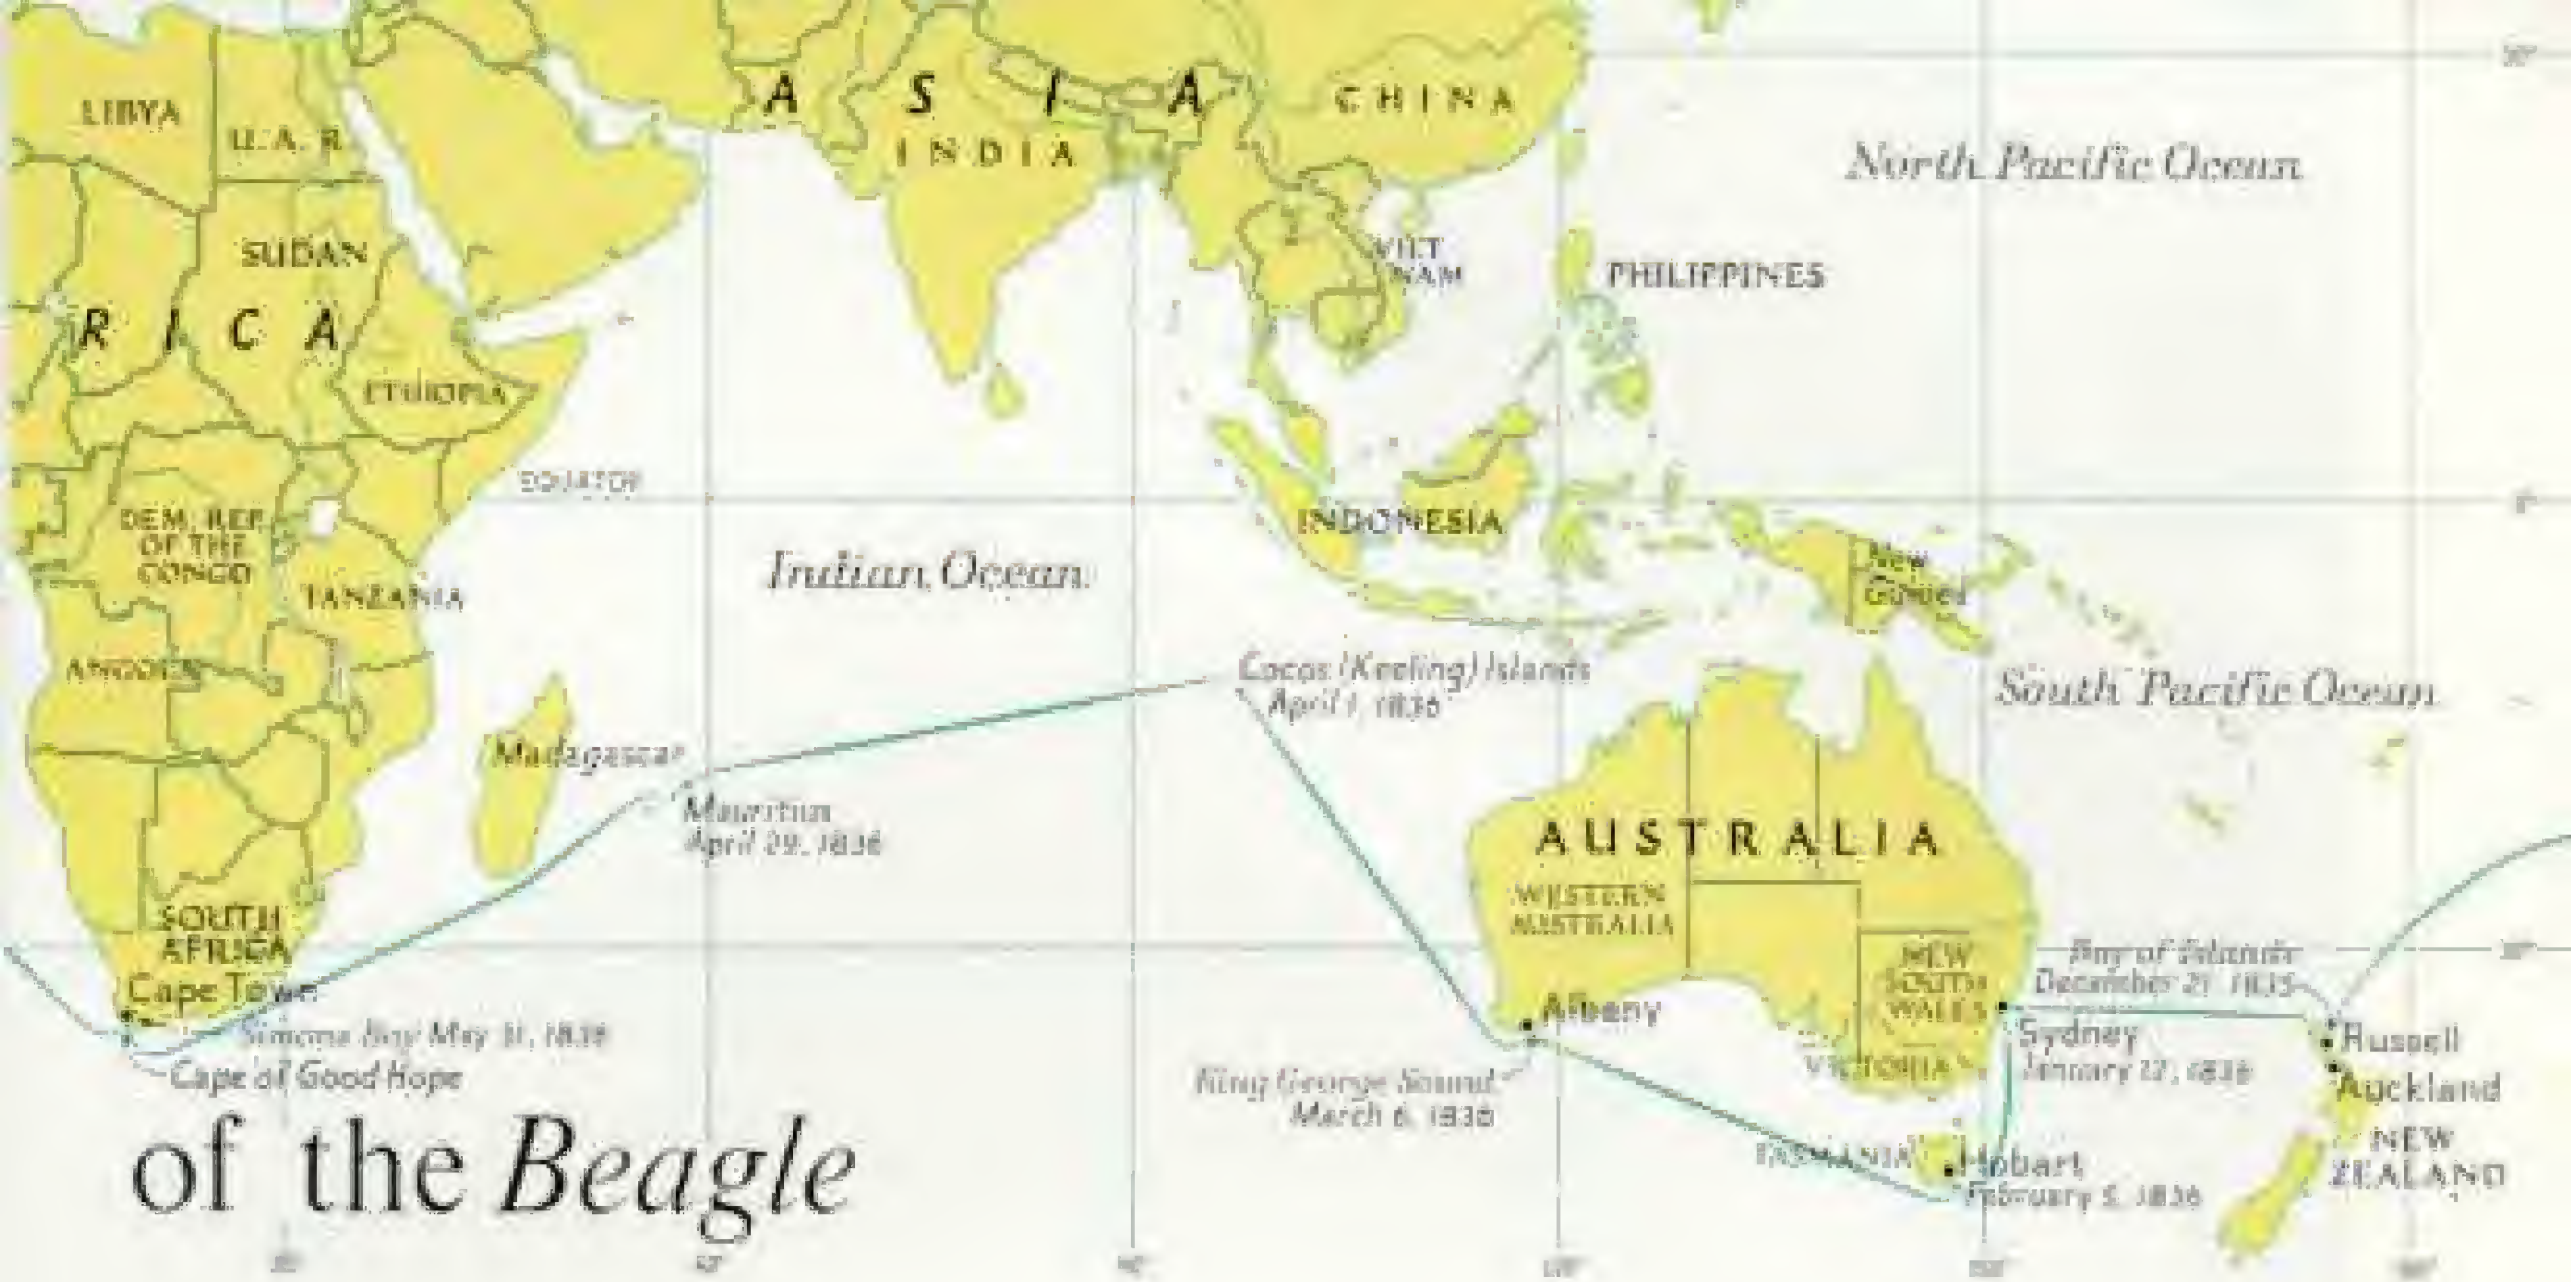 LIBYA
U.A.R.
ASIA
INDIA
CHINA
North Pacific Ocean
SUDAN
VIET
NAM
PHILIPPINES
RICA
ETHIOPIA
EQUATOR
0°
DEM. REP.
OF THE
CONGO
TANZANIA
Indian Ocean
INDONESIA
New
Guinea
ANGOLA
Cocos (Keeling) Islands
April 1, 1836
South Pacific Ocean
Madagascar
Mauritius
April 29, 1836
AUSTRALIA
WESTERN
AUSTRALIA
SOUTH
AFRICA
Cape Town
NEW
SOUTH
WALES
Bay of Islands
December 21, 1835
Simons Bay May 31, 1836
Cape of Good Hope
Albany
King George Sound
March 6, 1836
VICTORIA
Sydney
January 12, 1836
Russell
Auckland
NEW
ZEALAND
TASMANIA
Hobart
February 5, 1836
of the Beagle